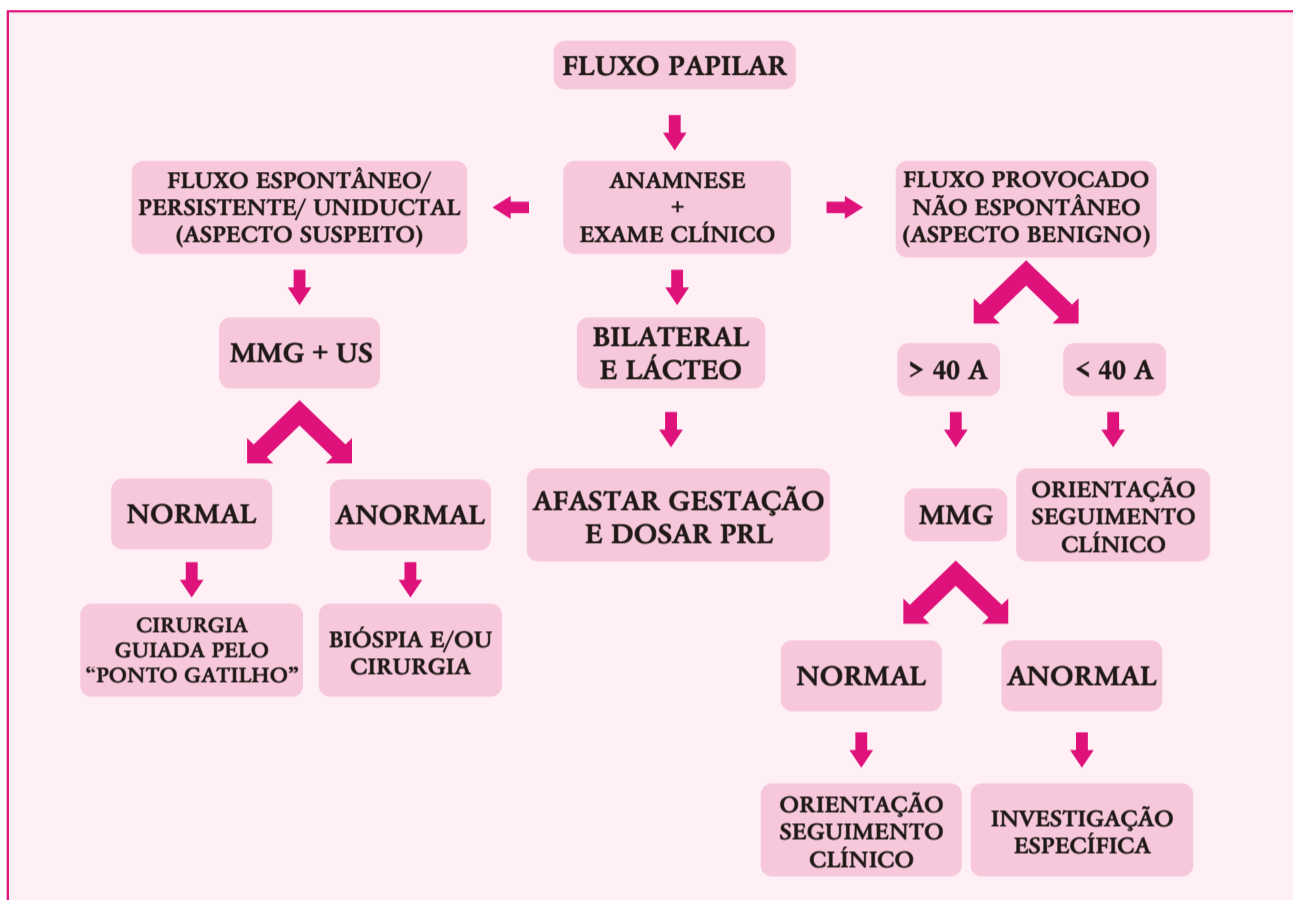 FLUXO PAPILAR
FLUXO ESPONTÂNEO/
PERSISTENTE/ UNIDUCTAL
(ASPECTO SUSPEITO)
ANAMNESE
+
EXAME CLÍNICO
FLUXO PROVOCADO
NÃO ESPONTÂNEO
(ASPECTO BENIGNO)
MMG + US
BILATERAL
E LÁCTEO
> 40 A
< 40 A
NORMAL
ANORMAL
AFASTAR GESTAÇÃO
E DOSAR PRL
MMG
ORIENTAÇÃO
SEGUIMENTO
CLÍNICO
CIRURGIA
GUIADA PELO
“PONTO GATILHO”
BIÓSPIA E/OU
CIRURGIA
NORMAL
ANORMAL
ORIENTAÇÃO
SEGUIMENTO
CLÍNICO
INVESTIGAÇÃO
ESPECÍFICA